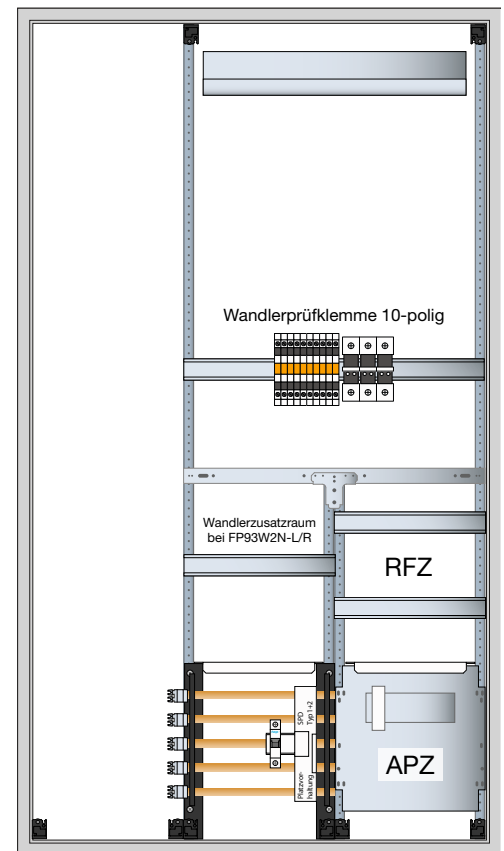 Wandlerprüfklemme 10-polig
Wandlerzusatzraum
bei FP93W2N-L/R
RFZ
SPD
Typ 1+2
Platzvor-
haltung
APZ